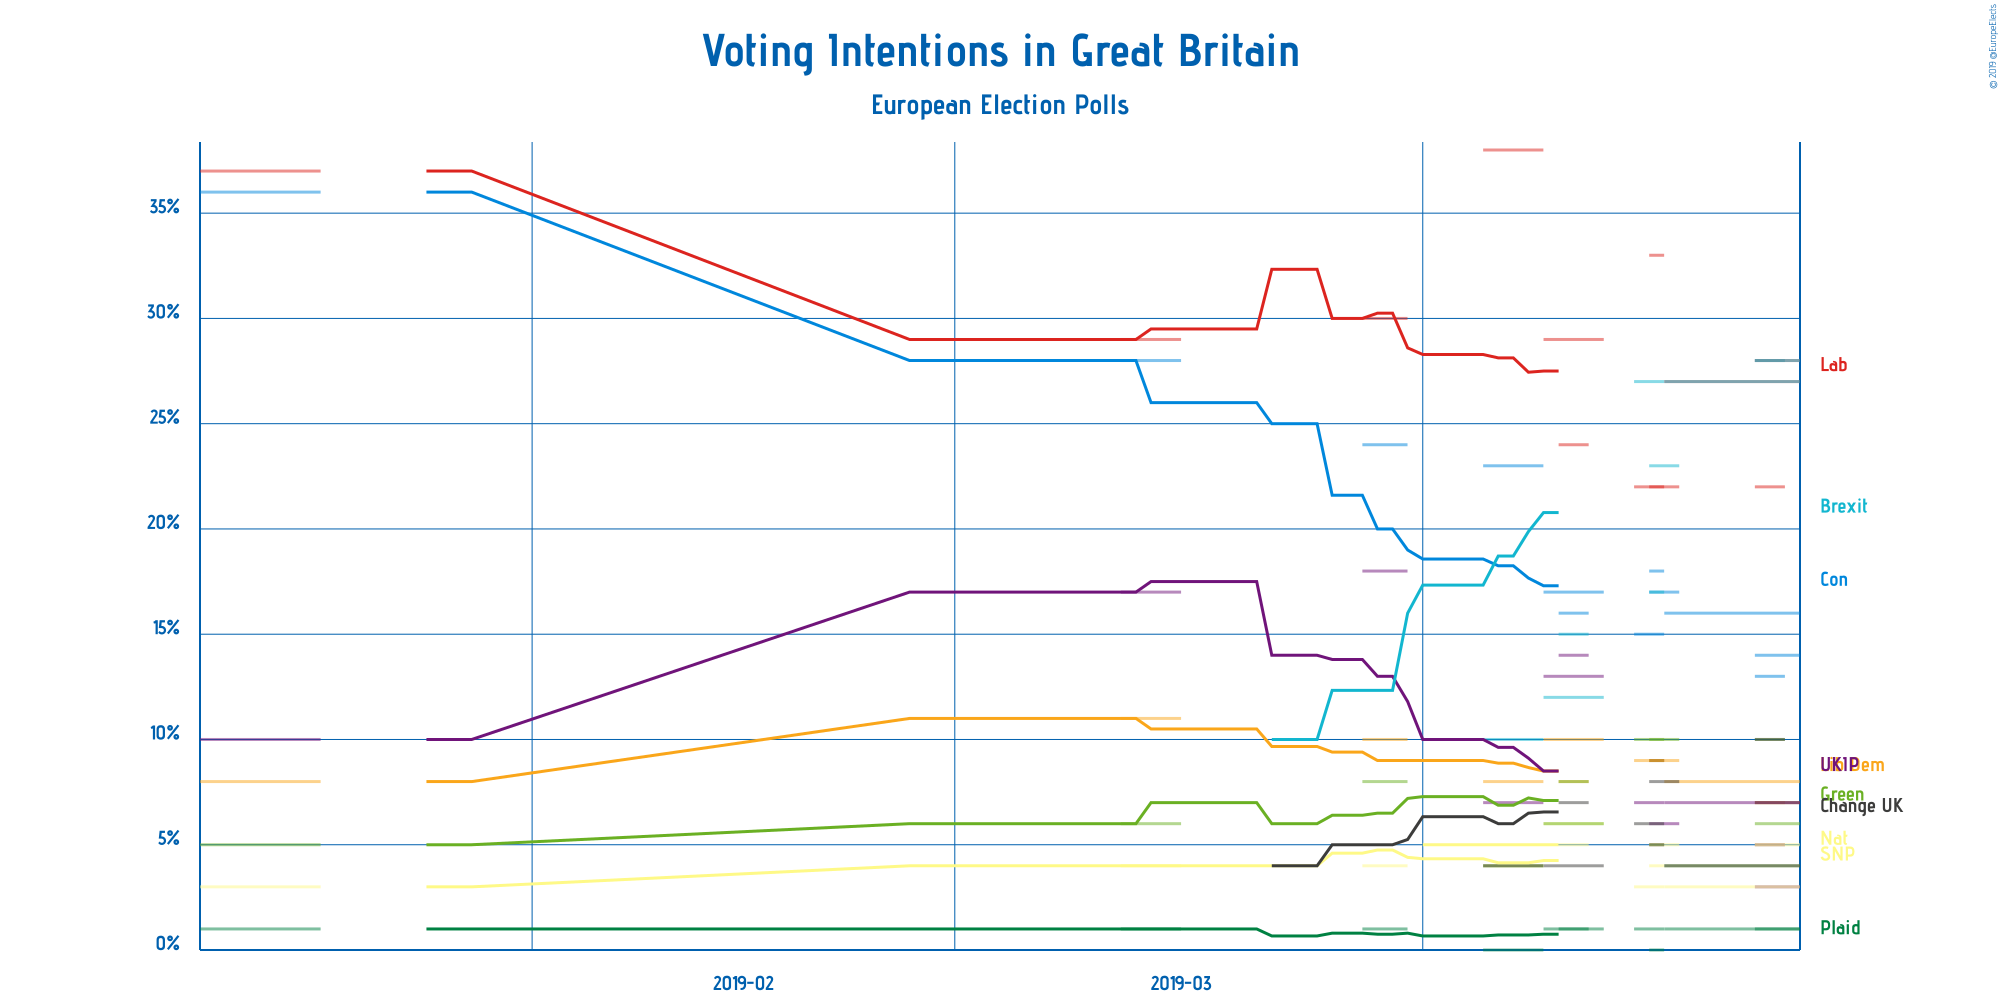 Voting Intentions in Great Britain
European Election Polls
© 2019 @EuropeElects
35%
30%
25%
20%
15%
10%
5%
0%
2019-02
2019-03
Lab
Brexit
Con
UKIP
Dem
Green
Change UK
Nat
SNP
Plaid